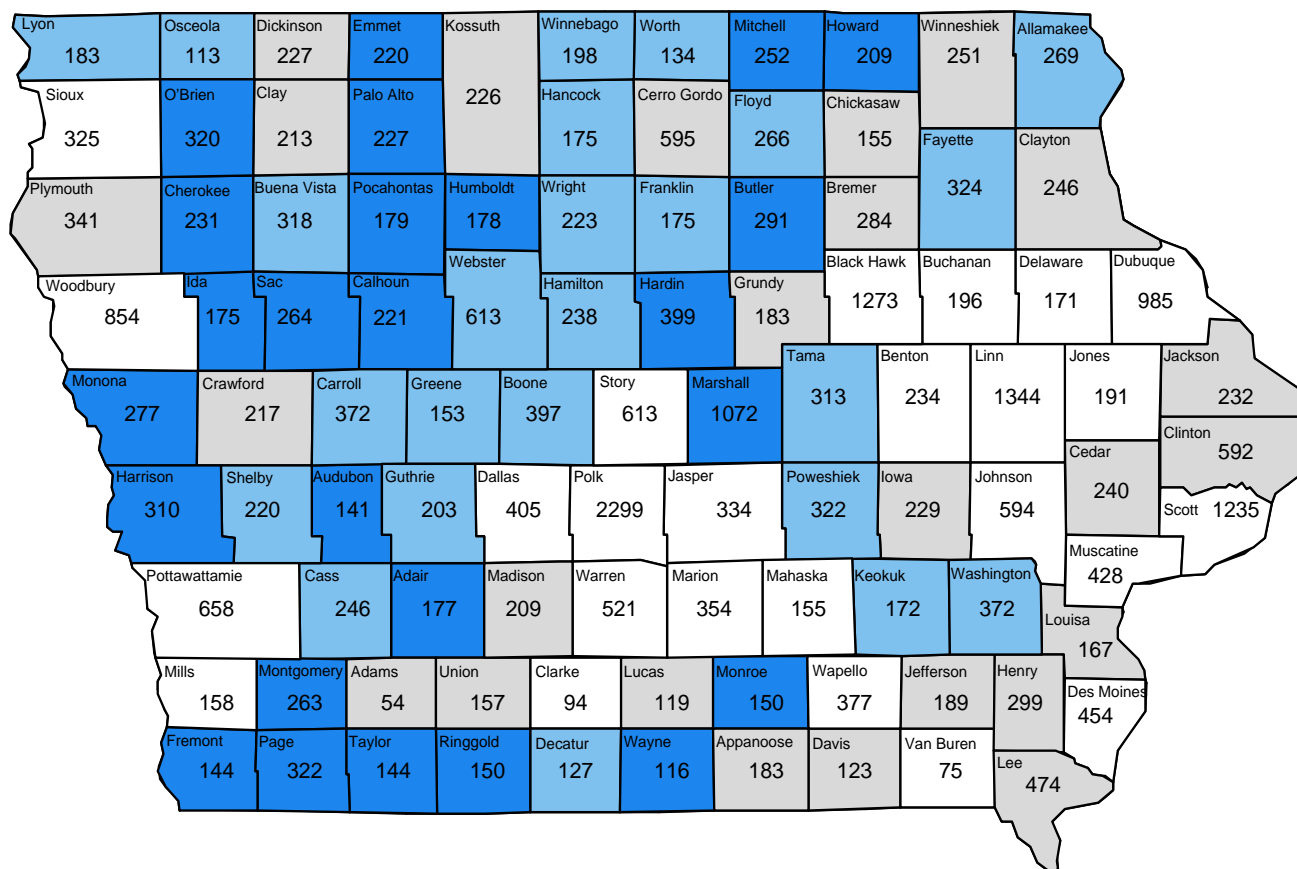 Lyon
183
Osceola
113
Dickinson
227
Emmet
220
Kossuth
226
Winnebago
198
Worth
134
Mitchell
252
Howard
209
Winneshiek
251
Allamakee
269
Sioux
325
O'Brien
320
Clay
213
Palo Alto
227
Hancock
175
Cerro Gordo
595
Floyd
266
Chickasaw
155
Fayette
324
Clayton
246
Plymouth
341
Cherokee
231
Buena Vista
318
Pocahontas
179
Humboldt
178
Wright
223
Franklin
175
Butler
291
Bremer
284
Woodbury
854
Ida
175
Sac
264
Calhoun
221
Webster
613
Hamilton
238
Hardin
399
Grundy
183
Black Hawk
1273
Buchanan
196
Delaware
171
Dubuque
985
Monona
277
Crawford
217
Carroll
372
Greene
153
Boone
397
Story
613
Marshall
1072
Tama
313
Benton
234
Linn
1344
Jones
191
Jackson
232
Clinton
592
Cedar
240
Harrison
310
Shelby
220
Audubon
141
Guthrie
203
Dallas
405
Polk
2299
Jasper
334
Poweshiek
322
Iowa
229
Johnson
594
Scott 1235
Muscatine
428
Pottawattamie
658
Cass
246
Adair
177
Madison
209
Warren
521
Marion
354
Mahaska
155
Keokuk
172
Washington
372
Louisa
167
Mills
158
Montgomery
263
Adams
54
Union
157
Clarke
94
Lucas
119
Monroe
150
Wapello
377
Jefferson
189
Henry
299
Des Moines
454
Fremont
144
Page
322
Taylor
144
Ringgold
150
Decatur
127
Wayne
116
Appanoose
183
Davis
123
Van Buren
75
Lee
474